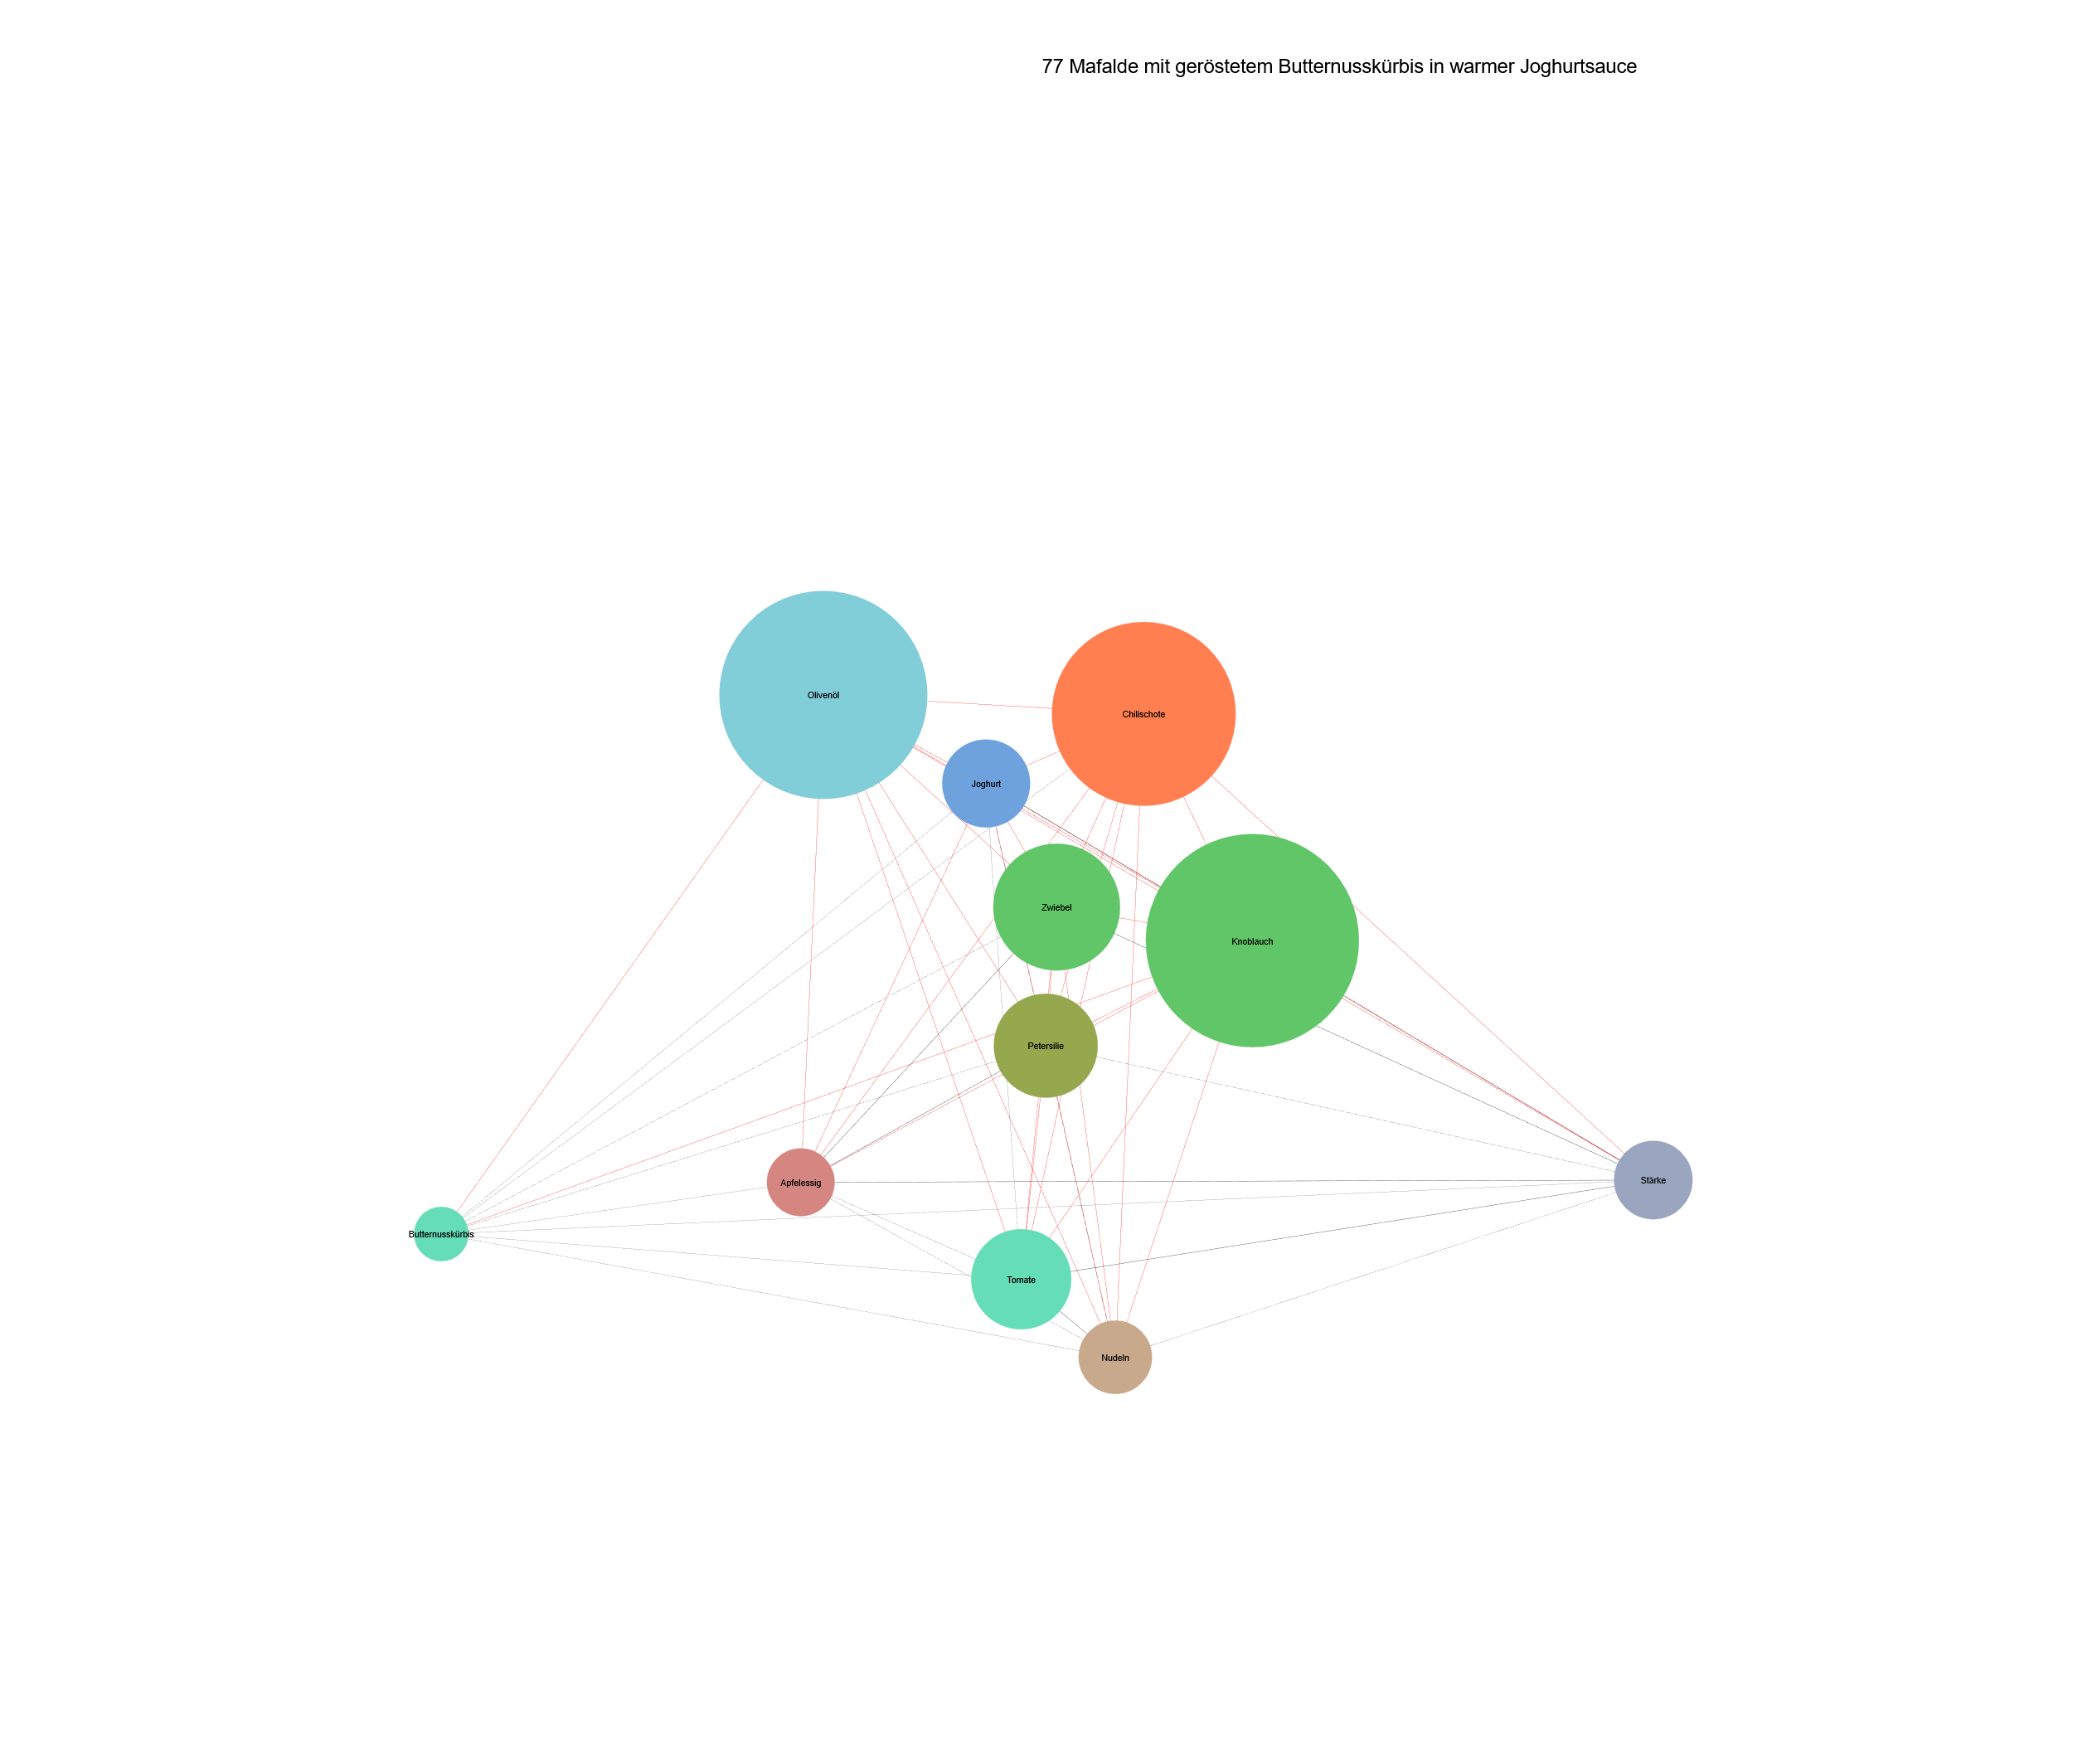 77 Mafalde mit geröstetem Butternusskürbis in warmer Joghurtsauce
Olivenöl
Chilischote
Joghurt
Zwiebel
Knoblauch
Petersilie
Apfelessig
Stärke
Butternusskürbis
Tomate
Nudeln